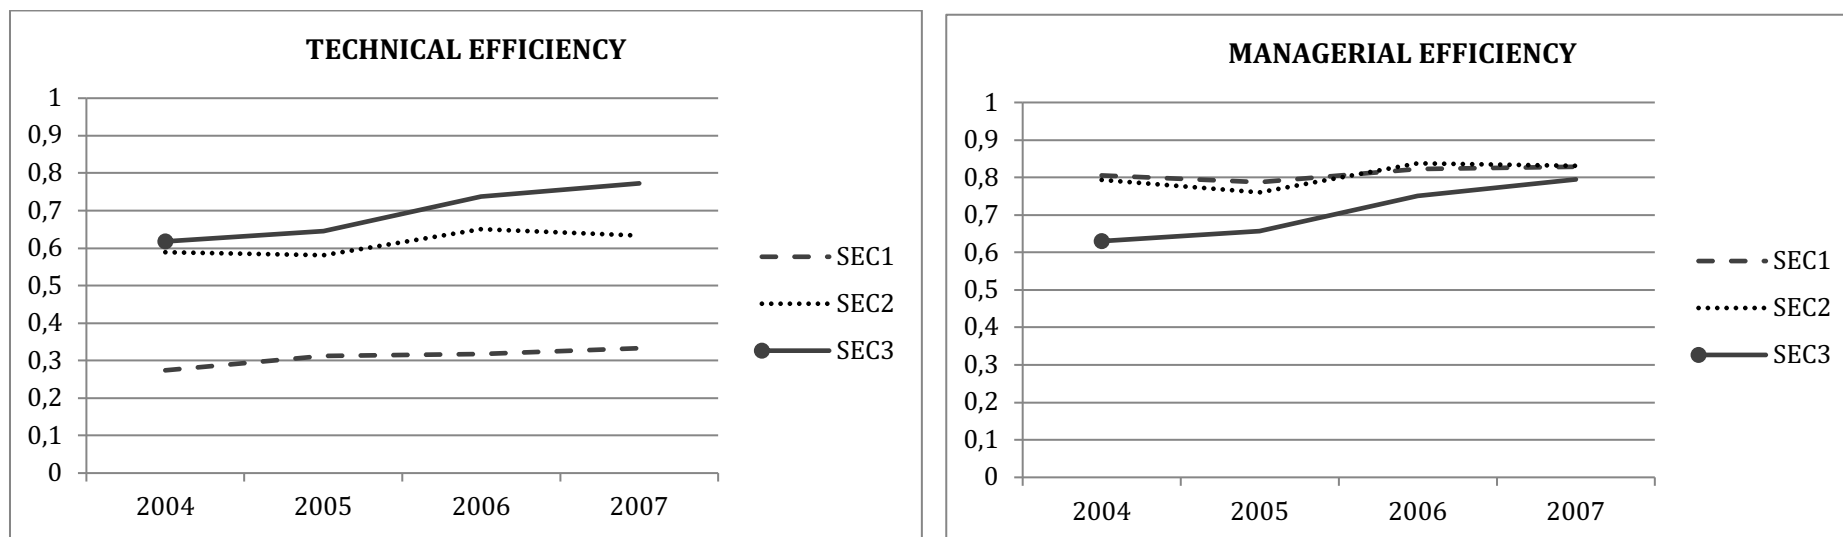 TECHNICAL EFFICIENCY
1
0,9
0,8
0,7
0,6
0,5
0,4
0,3
0,2
0,1
0
2004 2005 2006 2007
SEC1
SEC2
SEC3
MANAGERIAL EFFICIENCY
1
0,9
0,8
0,7
0,6
0,5
0,4
0,3
0,2
0,1
0
2004 2005 2006 2007
SEC1
SEC2
SEC3